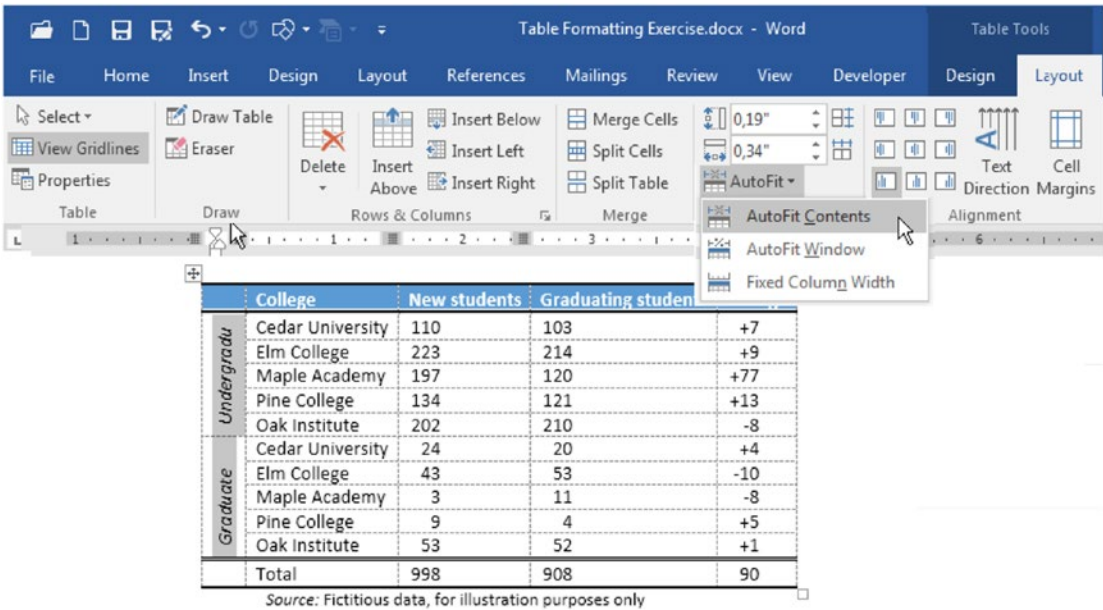 Table Formatting Exercise.docx - Word Table Tools
File Home Insert Design Layout References Mailings Review View Developer Design Layout
Select Draw Table Insert Below Merge Cells 0,19"
View Gridlines Eraser Delete Insert Above Insert Left Split Cells 0,34" Text Direction Cell Margins
Properties Insert Right Split Table AutoFit
Table Draw Rows & Columns Merge Alignment
AutoFit Contents
AutoFit Window
Fixed Column Width
1 1 2 3 6
College New students Graduating
Undergradu
Cedar University 110 103 +7
Elm College 223 214 +9
Maple Academy 197 120 +77
Pine College 134 121 +13
Oak Institute 202 210 -8
Graduate
Cedar University 24 20 +4
Elm College 43 53 -10
Maple Academy 3 11 -8
Pine College 9 4 +5
Oak Institute 53 52 +1
Total 998 908 90
Source: Fictitious data, for illustration purposes only